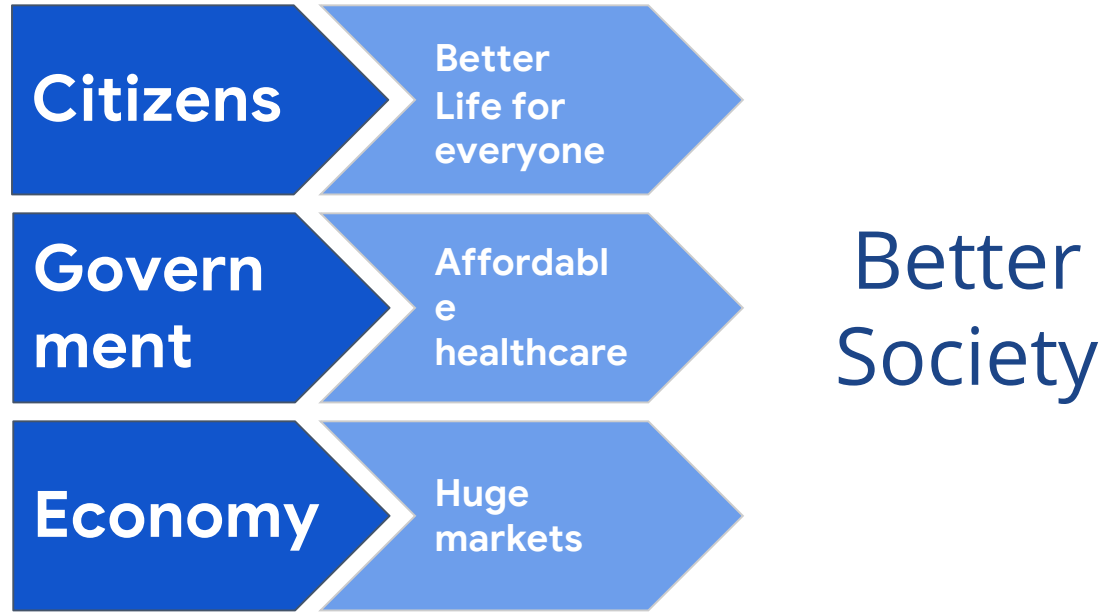 Citizens
Better
Life for
everyone
Govern
ment
Affordabl
e
healthcare
Better
Society
Economy
Huge
markets